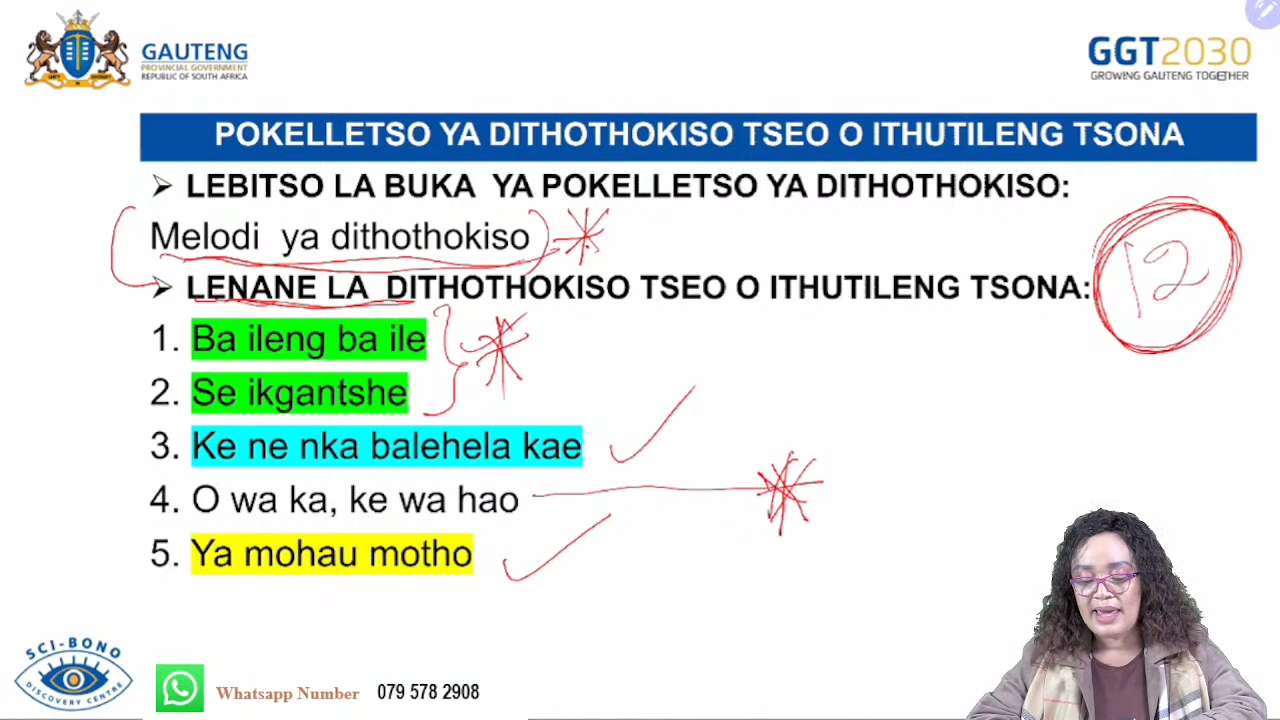 GAUTENG
PROVINCIAL GOVERNMENT
REPUBLIC OF SOUTH AFRICA
GGT2030
GROWING GAUTENG TOGETHER
POKELLETSO YA DITHOTHOKISO TSEO O ITHUTILENG TSONA
➢ LEBITSO LA BUKA YA POKELLETSO YA DITHOTHOKISO:
Melodi ya dithothokiso
➢ LENANE LA DITHOTHOKISO TSEO O ITHUTILENG TSONA:
12
1. Ba ileng ba ile
2. Se ikgantshe
3. Ke ne nka balehela kae
4. O wa ka, ke wa hao
5. Ya mohau motho
SCI-BONO
DISCOVERY CENTRE
Whatsapp Number 079 578 2908